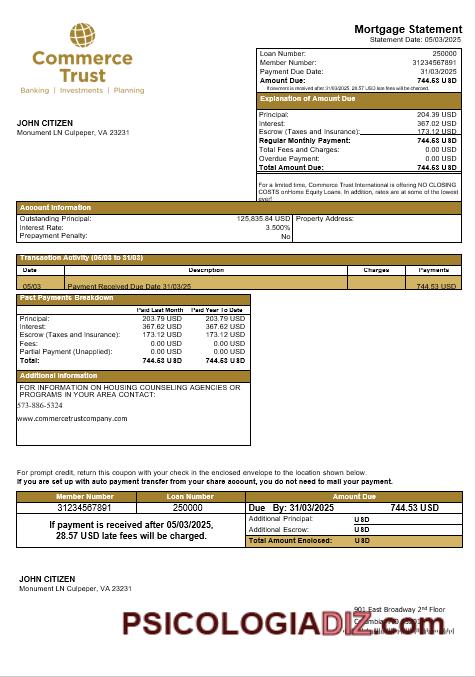 Mortgage Statement
Statement Date: 05/03/2025
Commerce
Trust
Banking | Investments | Planning
Loan Number: 250000
Member Number: 31234567891
Payment Due Date: 31/03/2025
Amount Due: 744.53 USD
If payment is received after 31/03/2025, 28.57 USD late fees will be charged.
Explanation of Amount Due
Principal: 204.39 USD
Interest: 367.02 USD
Escrow (Taxes and Insurance): 173.12 USD
Regular Monthly Payment: 744.53 USD
Total Fees and Charges: 0.00 USD
Overdue Payment: 0.00 USD
Total Amount Due: 744.53 USD
JOHN CITIZEN
Monument LN Culpeper, VA 23231
For a limited time, Commerce Trust International is offering NO CLOSING
COSTS onHome Equity Loans. In addition, rates are at some of the lowest
ever!
Account Information
Outstanding Principal: 125,835.84 USD
Interest Rate: 3.500%
Prepayment Penalty: No
Property Address:
Transaction Activity (05/03 to 31/03)
Date Description Charges Payments
05/03 Payment Received Due Date 31/03/25 744.53 USD
Past Payments Breakdown
Paid Last Month Paid Year To Date
Principal: 203.79 USD 203.79 USD
Interest: 367.62 USD 367.62 USD
Escrow (Taxes and Insurance): 173.12 USD 173.12 USD
Fees: 0.00 USD 0.00 USD
Partial Payment (Unapplied): 0.00 USD 0.00 USD
Total: 744.53 USD 744.53 USD
Additional Information
FOR INFORMATION ON HOUSING COUNSELING AGENCIES OR
PROGRAMS IN YOUR AREA CONTACT:
573-886-5324
www.commercetrustcompany.com
For prompt credit, return this coupon with your check in the enclosed envelope to the location shown below.
If you are set up with auto payment transfer from your share account, you do not need to mail your payment.
Member Number Loan Number Amount Due
31234567891 250000 Due By: 31/03/2025 744.53 USD
If payment is received after 05/03/2025,
28.57 USD late fees will be charged.
Additional Principal: USD
Additional Escrow: USD
Total Amount Enclosed: USD
JOHN CITIZEN
Monument LN Culpeper, VA 23231
901 East Broadway 2nd Floor
PSICOLOGIADIZ.com